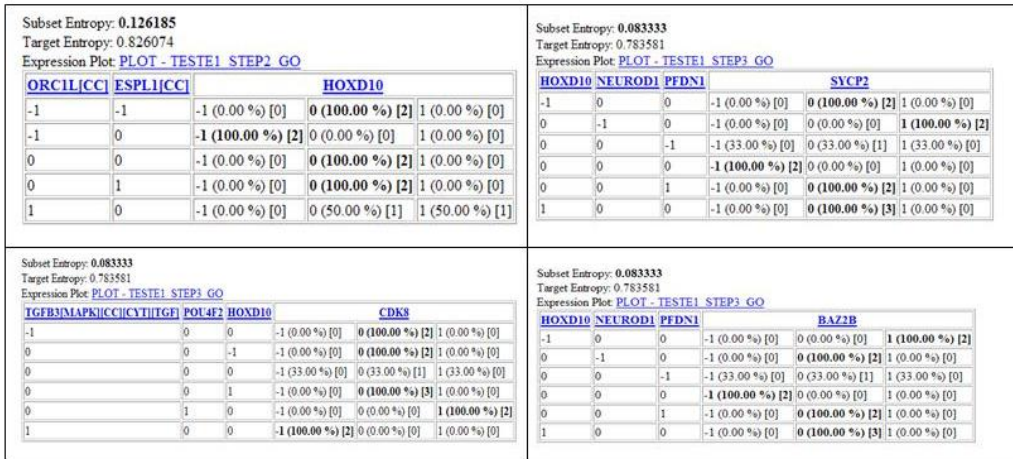 Subset Entropy: 0.126185
Target Entropy: 0.826074
Expression Plot: PLOT - TESTE1_STEP2_GO
ORC1L[CC] ESPL1[CC] HOXD10
-1 -1 -1 (0.00 %) [0] 0 (100.00 %) [2] 1 (0.00 %) [0]
-1 0 -1 (100.00 %) [2] 0 (0.00 %) [0] 1 (0.00 %) [0]
0 0 -1 (0.00 %) [0] 0 (100.00 %) [2] 1 (0.00 %) [0]
0 1 -1 (0.00 %) [0] 0 (100.00 %) [2] 1 (0.00 %) [0]
1 0 -1 (0.00 %) [0] 0 (50.00 %) [1] 1 (50.00 %) [1]
Subset Entropy: 0.083333
Target Entropy: 0.783581
Expression Plot: PLOT - TESTE1_STEP3_GO
HOXD10 NEUROD1 PFDN1 SYCP2
-1 0 0 -1 (0.00 %) [0] 0 (100.00 %) [2] 1 (0.00 %) [0]
0 -1 0 -1 (0.00 %) [0] 0 (0.00 %) [0] 1 (100.00 %) [2]
0 0 -1 -1 (33.00 %) [0] 0 (33.00 %) [1] 1 (33.00 %) [0]
0 0 0 -1 (100.00 %) [2] 0 (0.00 %) [0] 1 (0.00 %) [0]
0 0 1 -1 (0.00 %) [0] 0 (100.00 %) [2] 1 (0.00 %) [0]
1 0 0 -1 (0.00 %) [0] 0 (100.00 %) [3] 1 (0.00 %) [0]
Subset Entropy: 0.083333
Target Entropy: 0.783581
Expression Plot: PLOT - TESTE1_STEP3_GO
TGFB3[MAPK][CC][CYT][TGF] POU4F2 HOXD10 CDK8
-1 0 0 -1 (0.00 %) [0] 0 (100.00 %) [2] 1 (0.00 %) [0]
0 0 -1 -1 (0.00 %) [0] 0 (100.00 %) [2] 1 (0.00 %) [0]
0 0 0 -1 (33.00 %) [0] 0 (33.00 %) [1] 1 (33.00 %) [0]
0 0 1 -1 (0.00 %) [0] 0 (100.00 %) [3] 1 (0.00 %) [0]
0 1 0 -1 (0.00 %) [0] 0 (0.00 %) [0] 1 (100.00 %) [2]
1 0 0 -1 (100.00 %) [2] 0 (0.00 %) [0] 1 (0.00 %) [0]
Subset Entropy: 0.083333
Target Entropy: 0.783581
Expression Plot: PLOT - TESTE1_STEP3_GO
HOXD10 NEUROD1 PFDN1 BAZ2B
-1 0 0 -1 (0.00 %) [0] 0 (0.00 %) [0] 1 (100.00 %) [2]
0 -1 0 -1 (0.00 %) [0] 0 (100.00 %) [2] 1 (0.00 %) [0]
0 0 -1 -1 (33.00 %) [0] 0 (33.00 %) [1] 1 (33.00 %) [0]
0 0 0 -1 (100.00 %) [2] 0 (0.00 %) [0] 1 (0.00 %) [0]
0 0 1 -1 (0.00 %) [0] 0 (100.00 %) [2] 1 (0.00 %) [0]
1 0 0 -1 (0.00 %) [0] 0 (100.00 %) [3] 1 (0.00 %) [0]